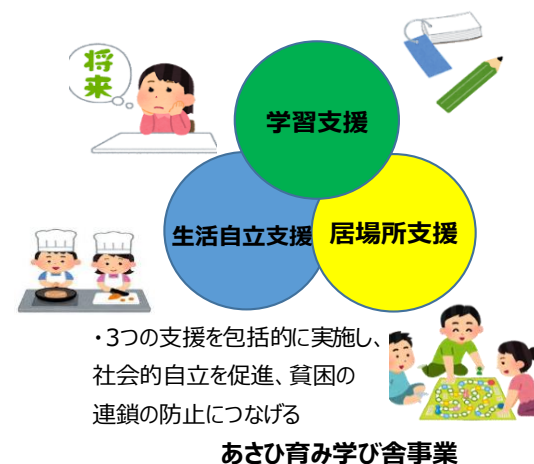 将来
学習支援
生活自立支援
居場所支援
・3つの支援を包括的に実施し、
社会的自立を促進、貧困の
連鎖の防止につなげる
あさひ育み学び舎事業